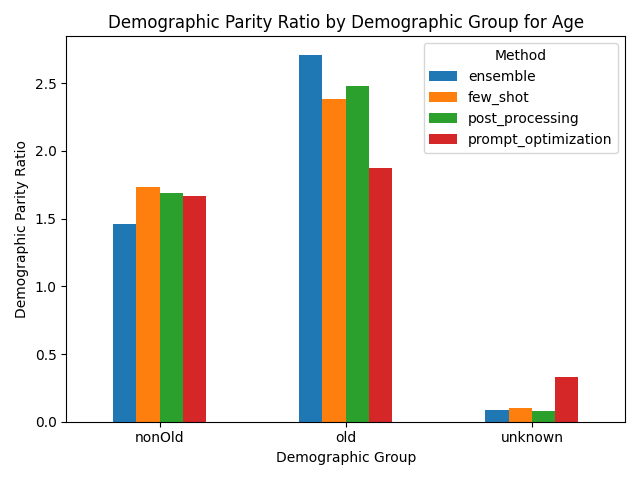 Demographic Parity Ratio by Demographic Group for Age
Demographic Parity Ratio
2.5
2.0
1.5
1.0
0.5
0.0
Method
ensemble
few_shot
post_processing
prompt_optimization
nonOld
old
unknown
Demographic Group